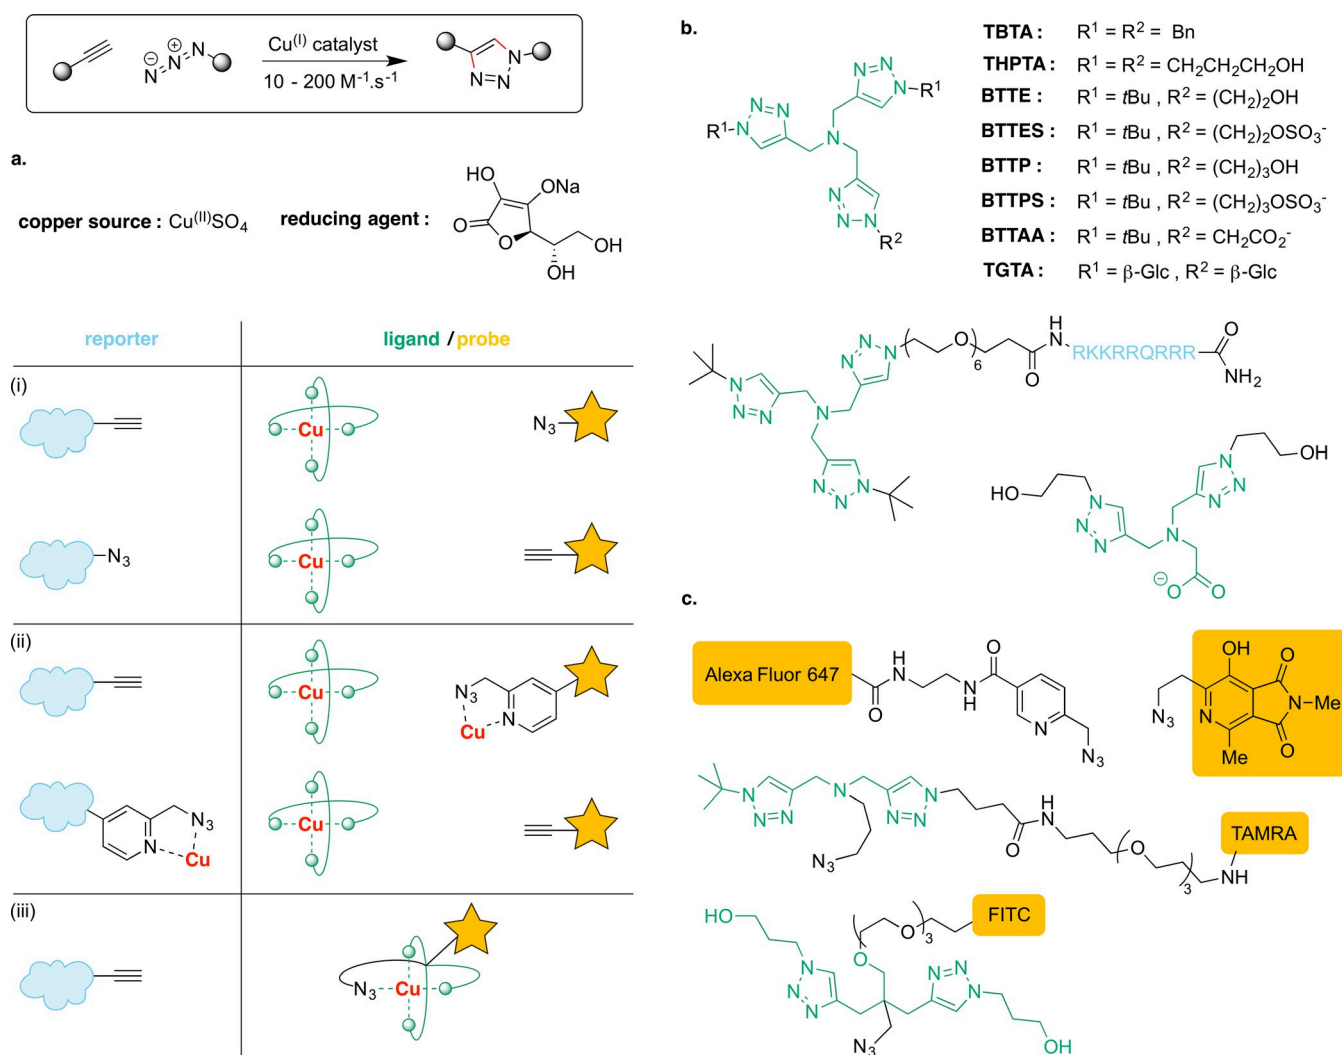 Cu(I) catalyst
10 - 200 M-1.s-1
N N N
⊖ ⊕
N
N
N
a.
copper source : Cu(II)SO4
reducing agent :
HO
ONa
O
O
OH
OH
reporter
ligand / probe
(i)
Cu
N3
N3
Cu
(ii)
Cu
N3
N
Cu
N3
N
Cu
Cu
(iii)
N3
Cu
b.
TBTA : R1 = R2 = Bn
THPTA : R1 = R2 = CH2CH2CH2OH
BTTE : R1 = tBu , R2 = (CH2)2OH
BTTES : R1 = tBu , R2 = (CH2)2OSO3-
BTTP : R1 = tBu , R2 = (CH2)3OH
BTTPS : R1 = tBu , R2 = (CH2)3OSO3-
BTTAA : R1 = tBu , R2 = CH2CO2-
TGTA : R1 = β-Glc , R2 = β-Glc
N N
N
R1
N N
N
R1
N
N
N N
R2
N N
N
O
6
O
H
N
RKKRRQRRR
O
NH2
N
N N
N
N
N N
HO
N
N N
N
N
N N
OH
⊖
O
O
c.
Alexa Fluor 647
O
H
N
N
H
O
N
N3
N3
OH
O
N
N Me
O
Me
N
N N
N
N3
N
N N
O
H
N
O
3
NH
TAMRA
HO
O
3
FITC
O
N
N N
N3
N N
N
OH